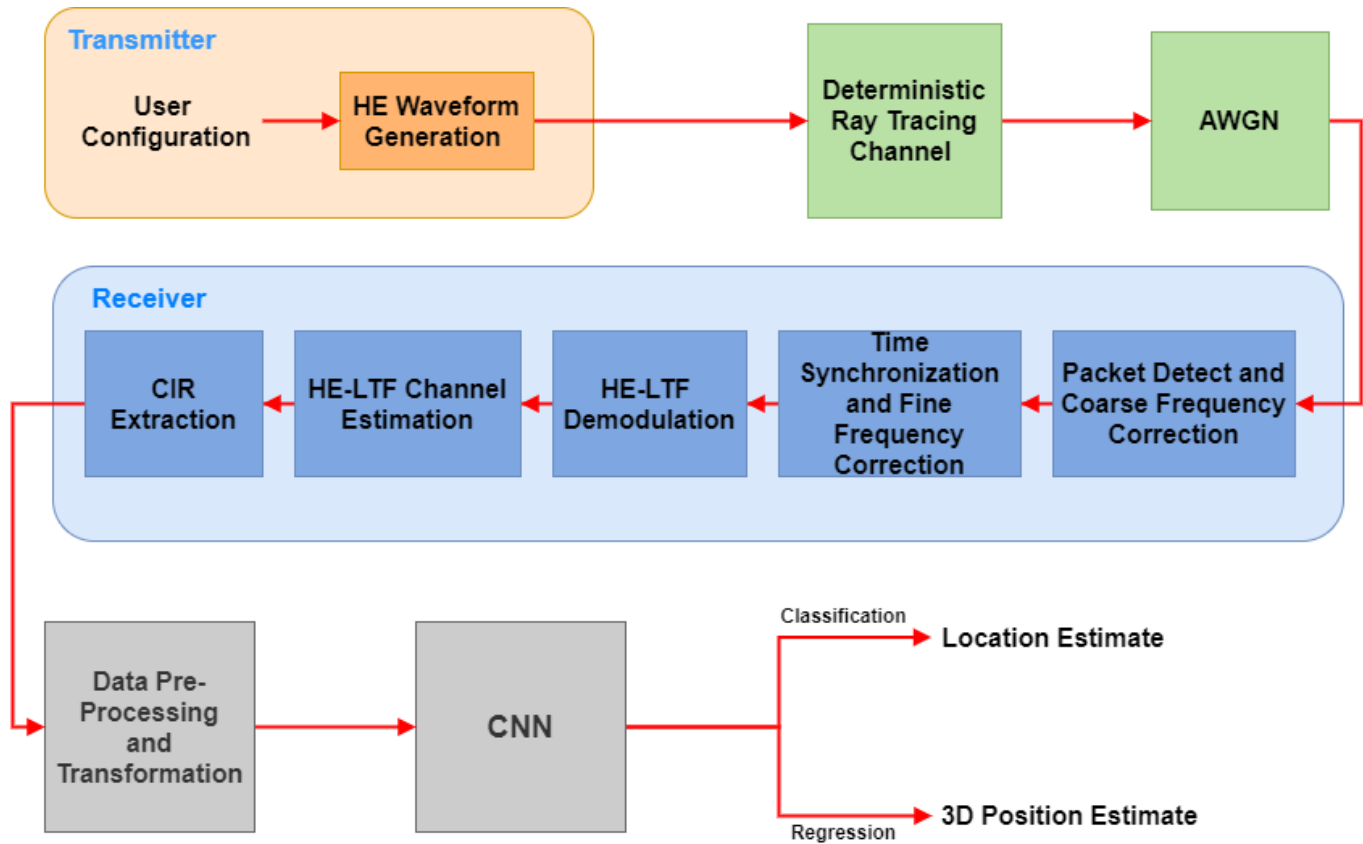 Transmitter
User
Configuration
HE Waveform
Generation
Deterministic
Ray Tracing
Channel
AWGN
Receiver
CIR
Extraction
HE-LTF Channel
Estimation
HE-LTF
Demodulation
Time
Synchronization
and Fine
Frequency
Correction
Packet Detect and
Coarse Frequency
Correction
Data Pre-
Processing
and
Transformation
CNN
Classification
Location Estimate
Regression
3D Position Estimate